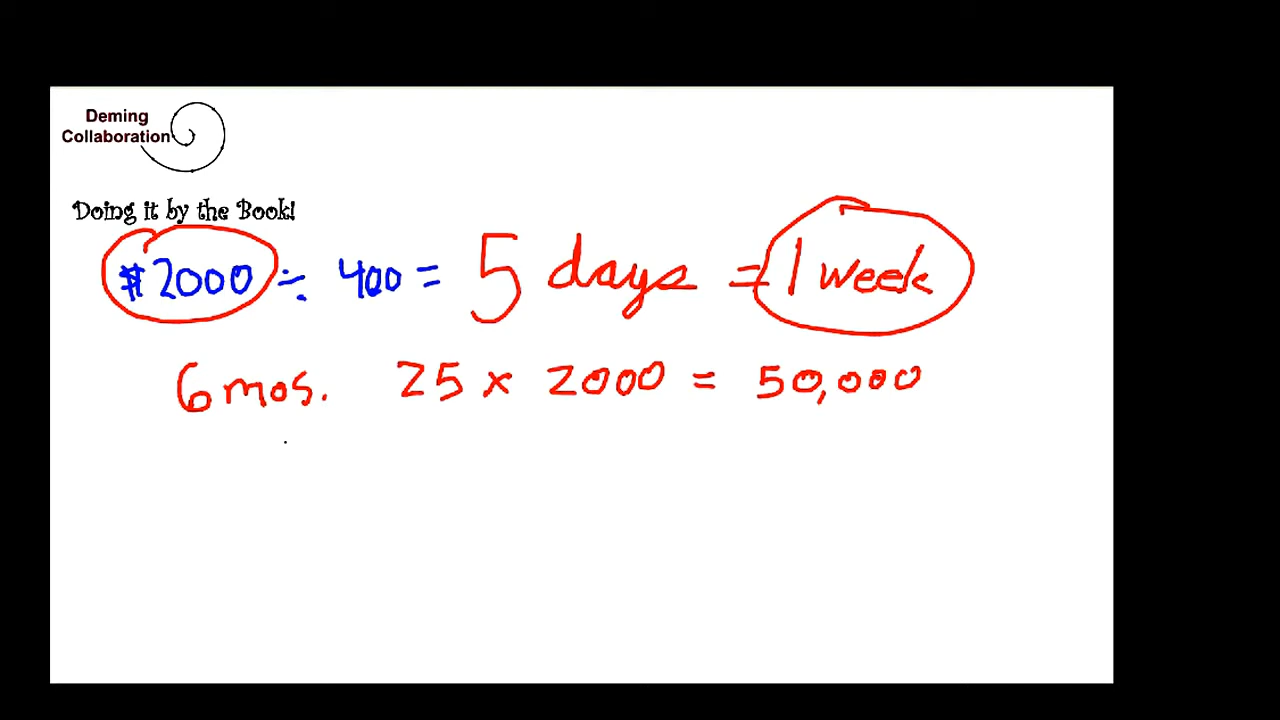 Deming
Collaboration
Doing it by the Book!
$2000 ÷ 400 = 5 days = 1 week
6 mos. 25 x 2000 = 50,000